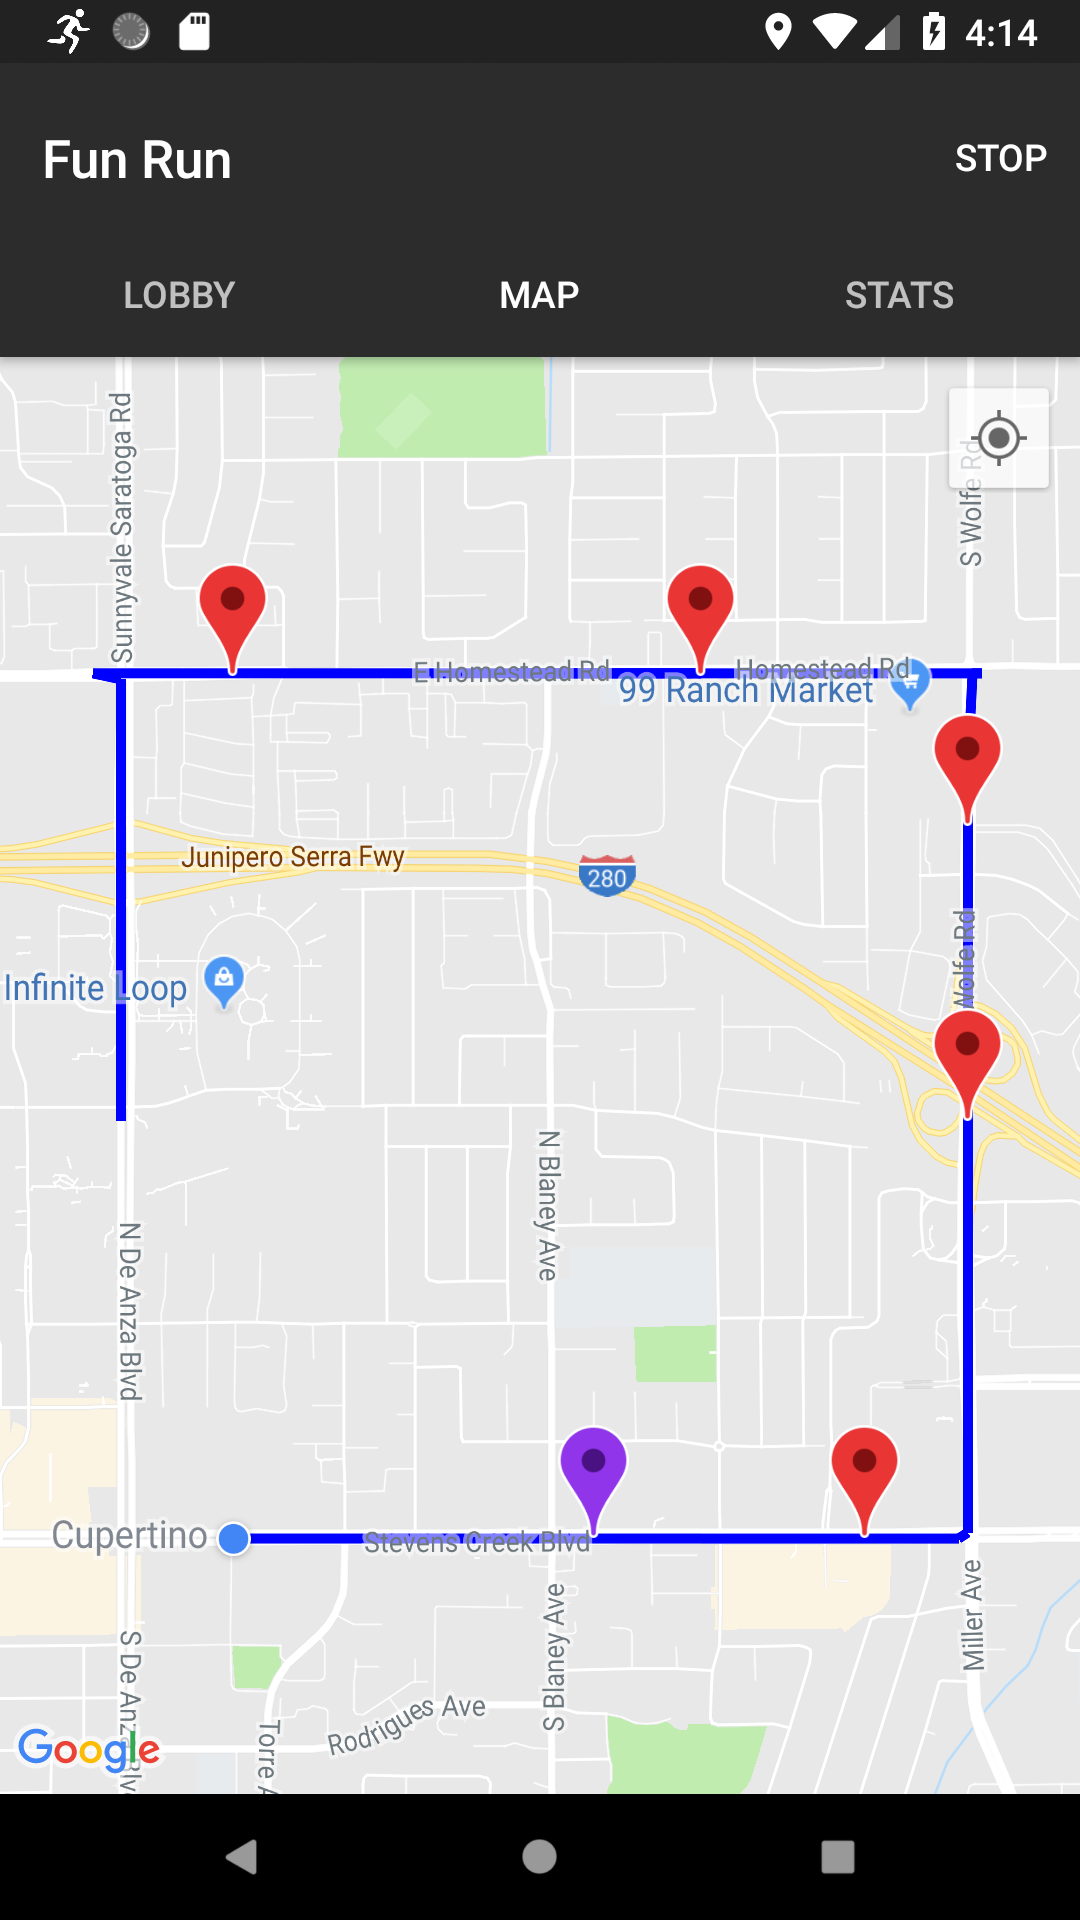 4:14
Fun Run
STOP
LOBBY
MAP
STATS
Sunnyvale Saratoga Rd
S Wolfe Rd
E Homestead Rd
Homestead Rd
99 Ranch Market
Junipero Serra Fwy
280
Wolfe Rd
Infinite Loop
N Blaney Ave
N De Anza Blvd
Cupertino
Stevens Creek Blvd
S Blaney Ave
Miller Ave
S De Anza Blv
Rodrigues Ave
Torre A
Google